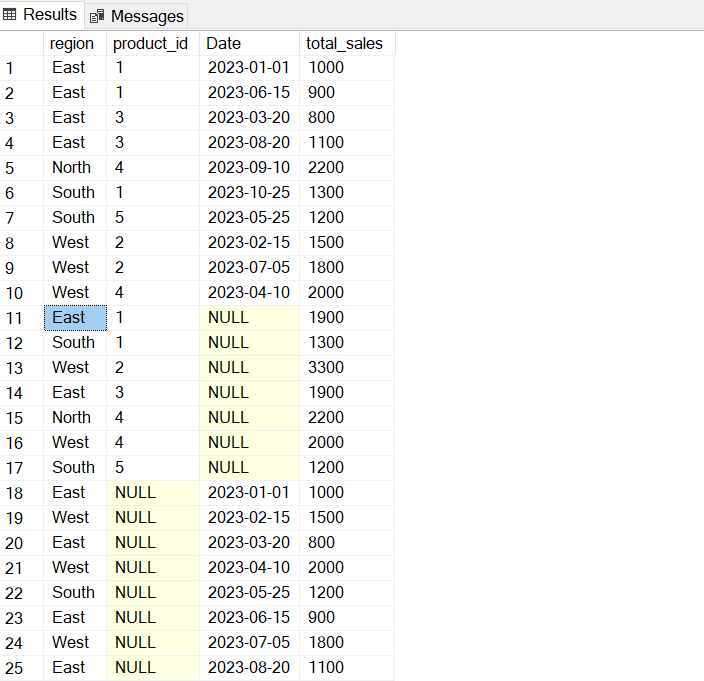 Results Messages
region product_id Date total_sales
1 East 1 2023-01-01 1000
2 East 1 2023-06-15 900
3 East 3 2023-03-20 800
4 East 3 2023-08-20 1100
5 North 4 2023-09-10 2200
6 South 1 2023-10-25 1300
7 South 5 2023-05-25 1200
8 West 2 2023-02-15 1500
9 West 2 2023-07-05 1800
10 West 4 2023-04-10 2000
11 East 1 NULL 1900
12 South 1 NULL 1300
13 West 2 NULL 3300
14 East 3 NULL 1900
15 North 4 NULL 2200
16 West 4 NULL 2000
17 South 5 NULL 1200
18 East NULL 2023-01-01 1000
19 West NULL 2023-02-15 1500
20 East NULL 2023-03-20 800
21 West NULL 2023-04-10 2000
22 South NULL 2023-05-25 1200
23 East NULL 2023-06-15 900
24 West NULL 2023-07-05 1800
25 East NULL 2023-08-20 1100